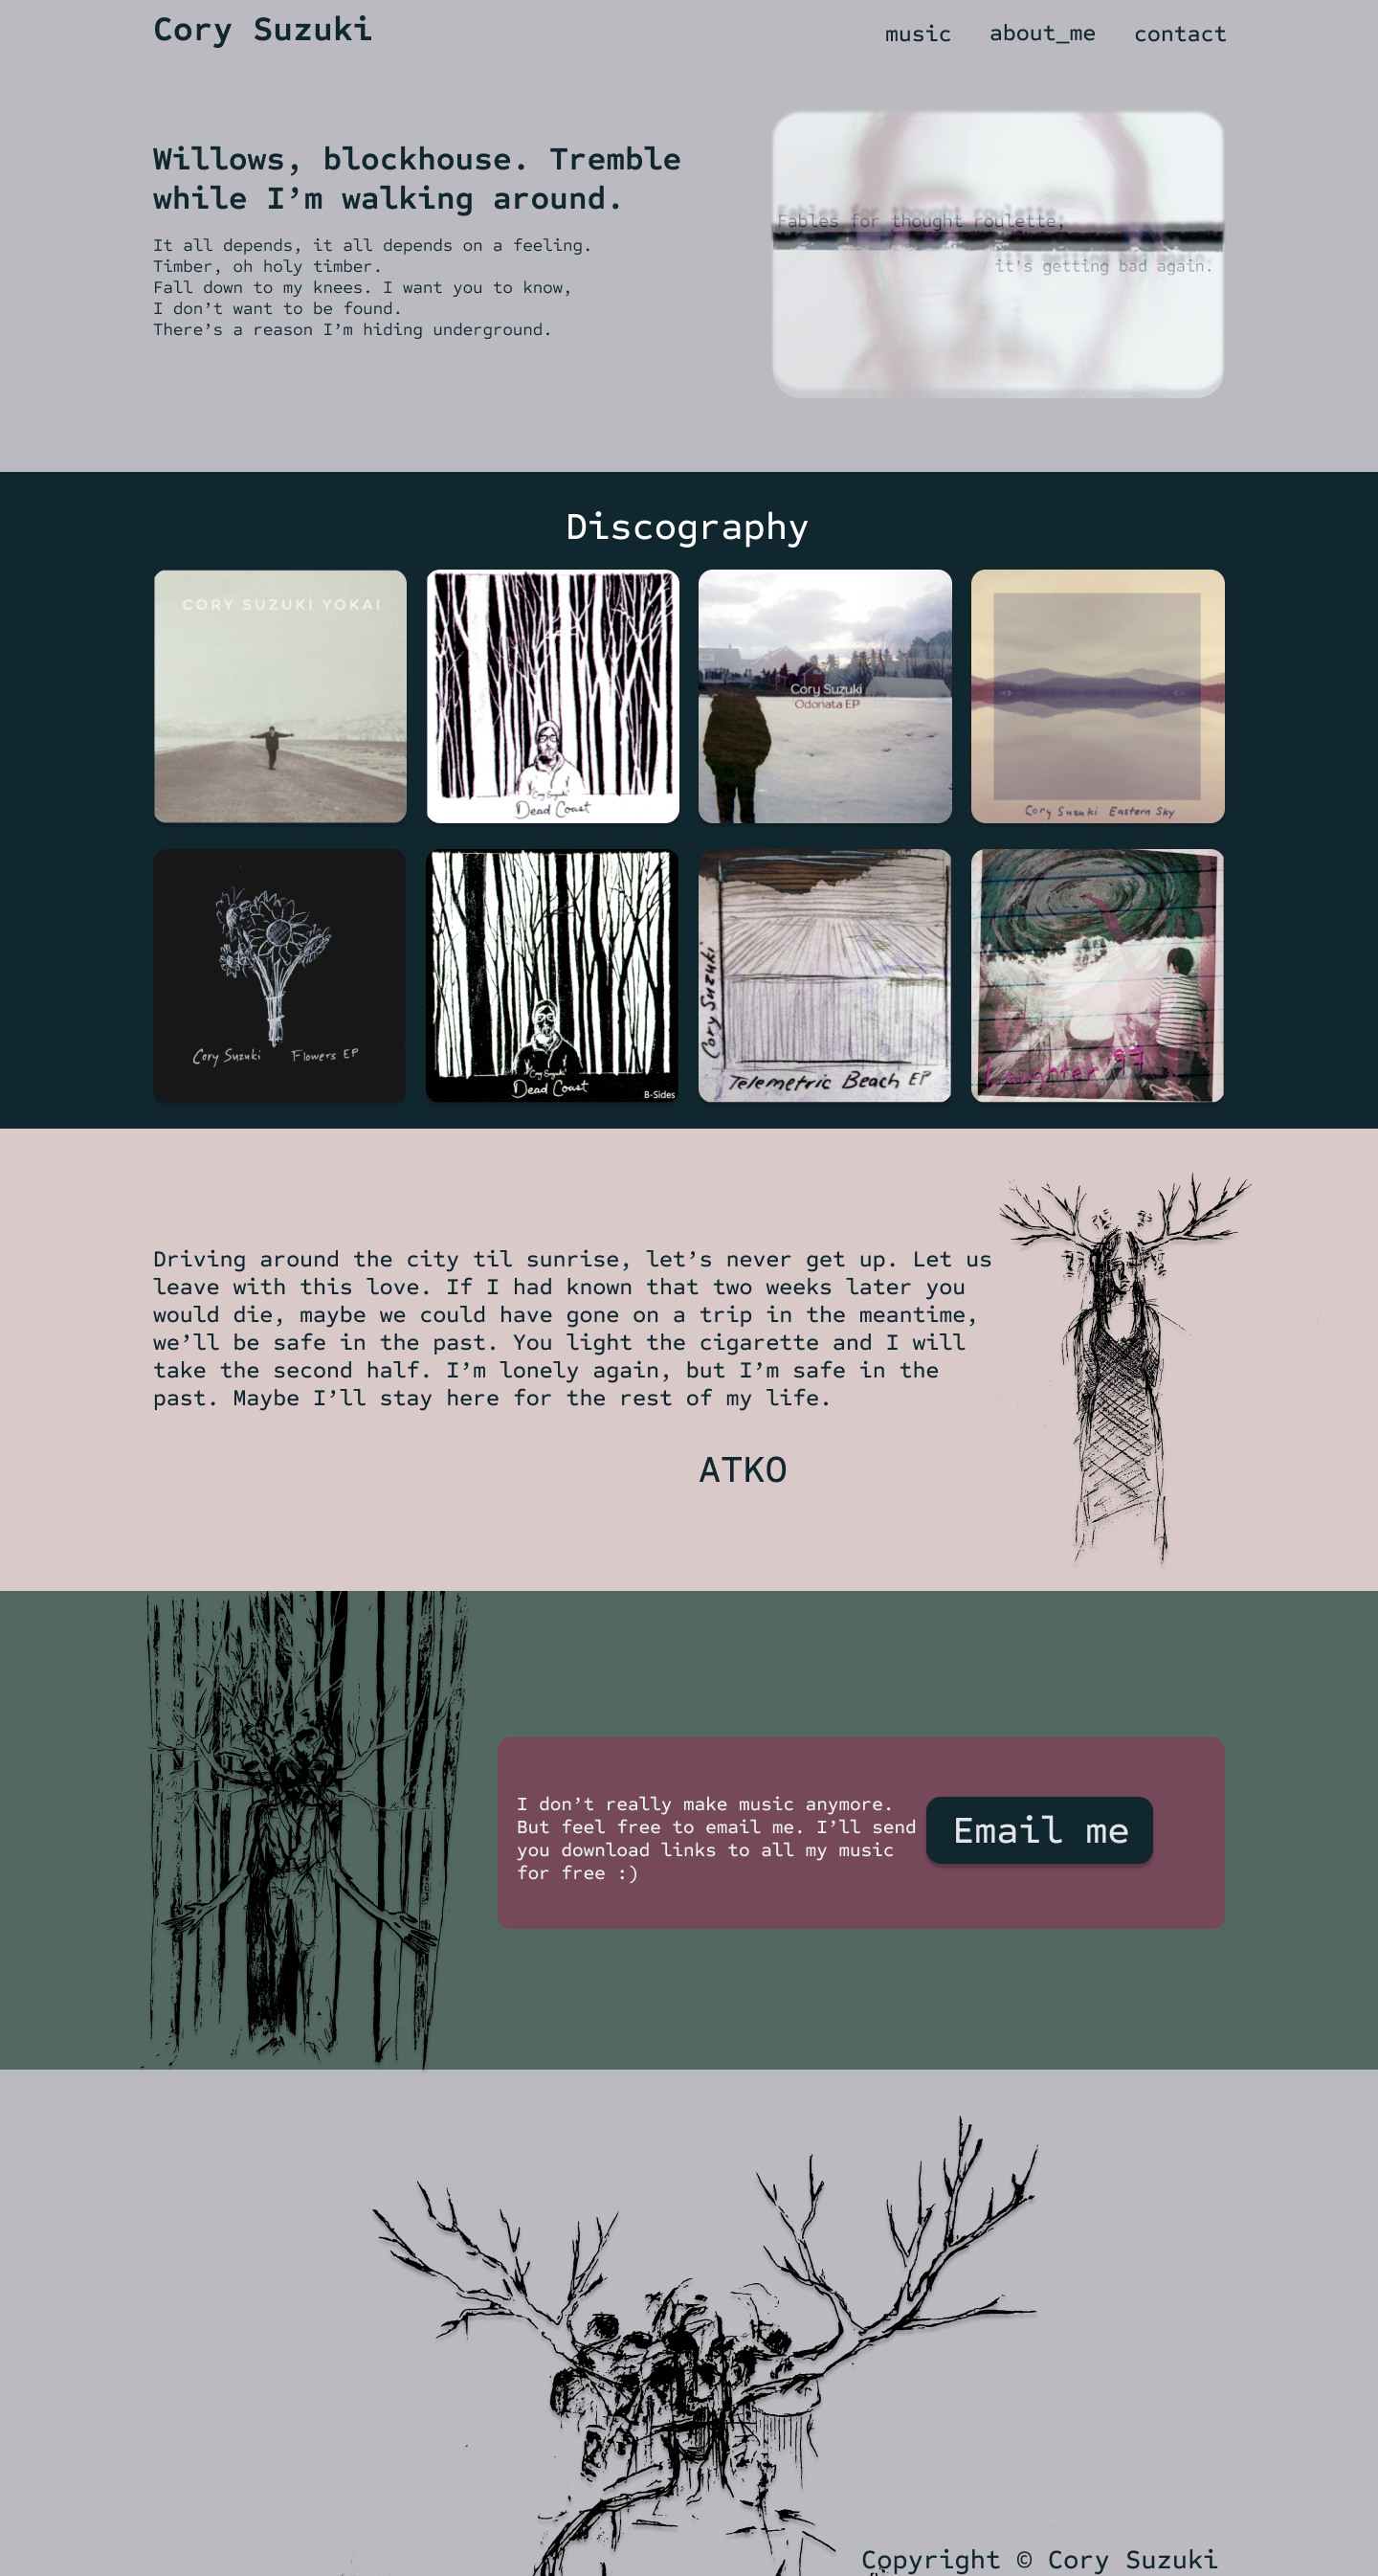 Cory Suzuki
music
about_me
contact
Willows, blockhouse. Tremble
while I’m walking around.
It all depends, it all depends on a feeling.
Timber, oh holy timber.
Fall down to my knees. I want you to know,
I don’t want to be found.
There’s a reason I’m hiding underground.
Fables for thought roulette,
it's getting bad again.
Discography
CORY SUZUKI YOKAI
"Cory Suzuki"
Dead Coast
Cory Suzuki
Odonata EP
Cory Suzuki Eastern Sky
Cory Suzuki Flowers EP
"Cory Suzuki"
Dead Coast
B-Sides
Cory Suzuki
Telemetric Beach EP
Laughter '97
Driving around the city til sunrise, let’s never get up. Let us
leave with this love. If I had known that two weeks later you
would die, maybe we could have gone on a trip in the meantime,
we’ll be safe in the past. You light the cigarette and I will
take the second half. I’m lonely again, but I’m safe in the
past. Maybe I’ll stay here for the rest of my life.
ATKO
I don’t really make music anymore.
But feel free to email me. I’ll send
you download links to all my music
for free :)
Email me
Copyright © Cory Suzuki